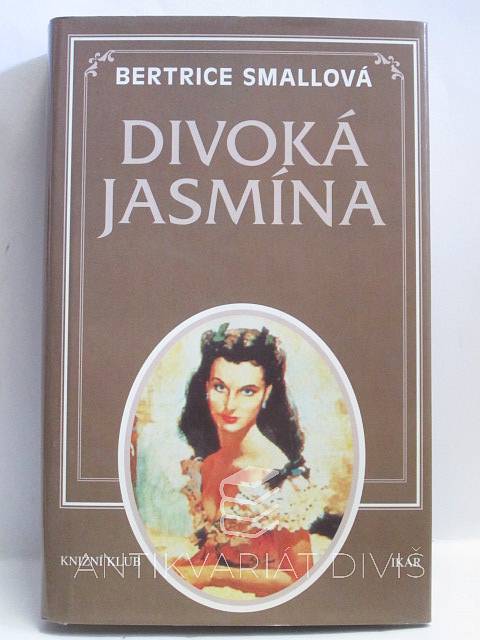 BERTRICE SMALLOVÁ
DIVOKÁ
JASMÍNA
KNIŽNÍ KLUB
IKAR
ANTIKVARIÁT DIVIŠ